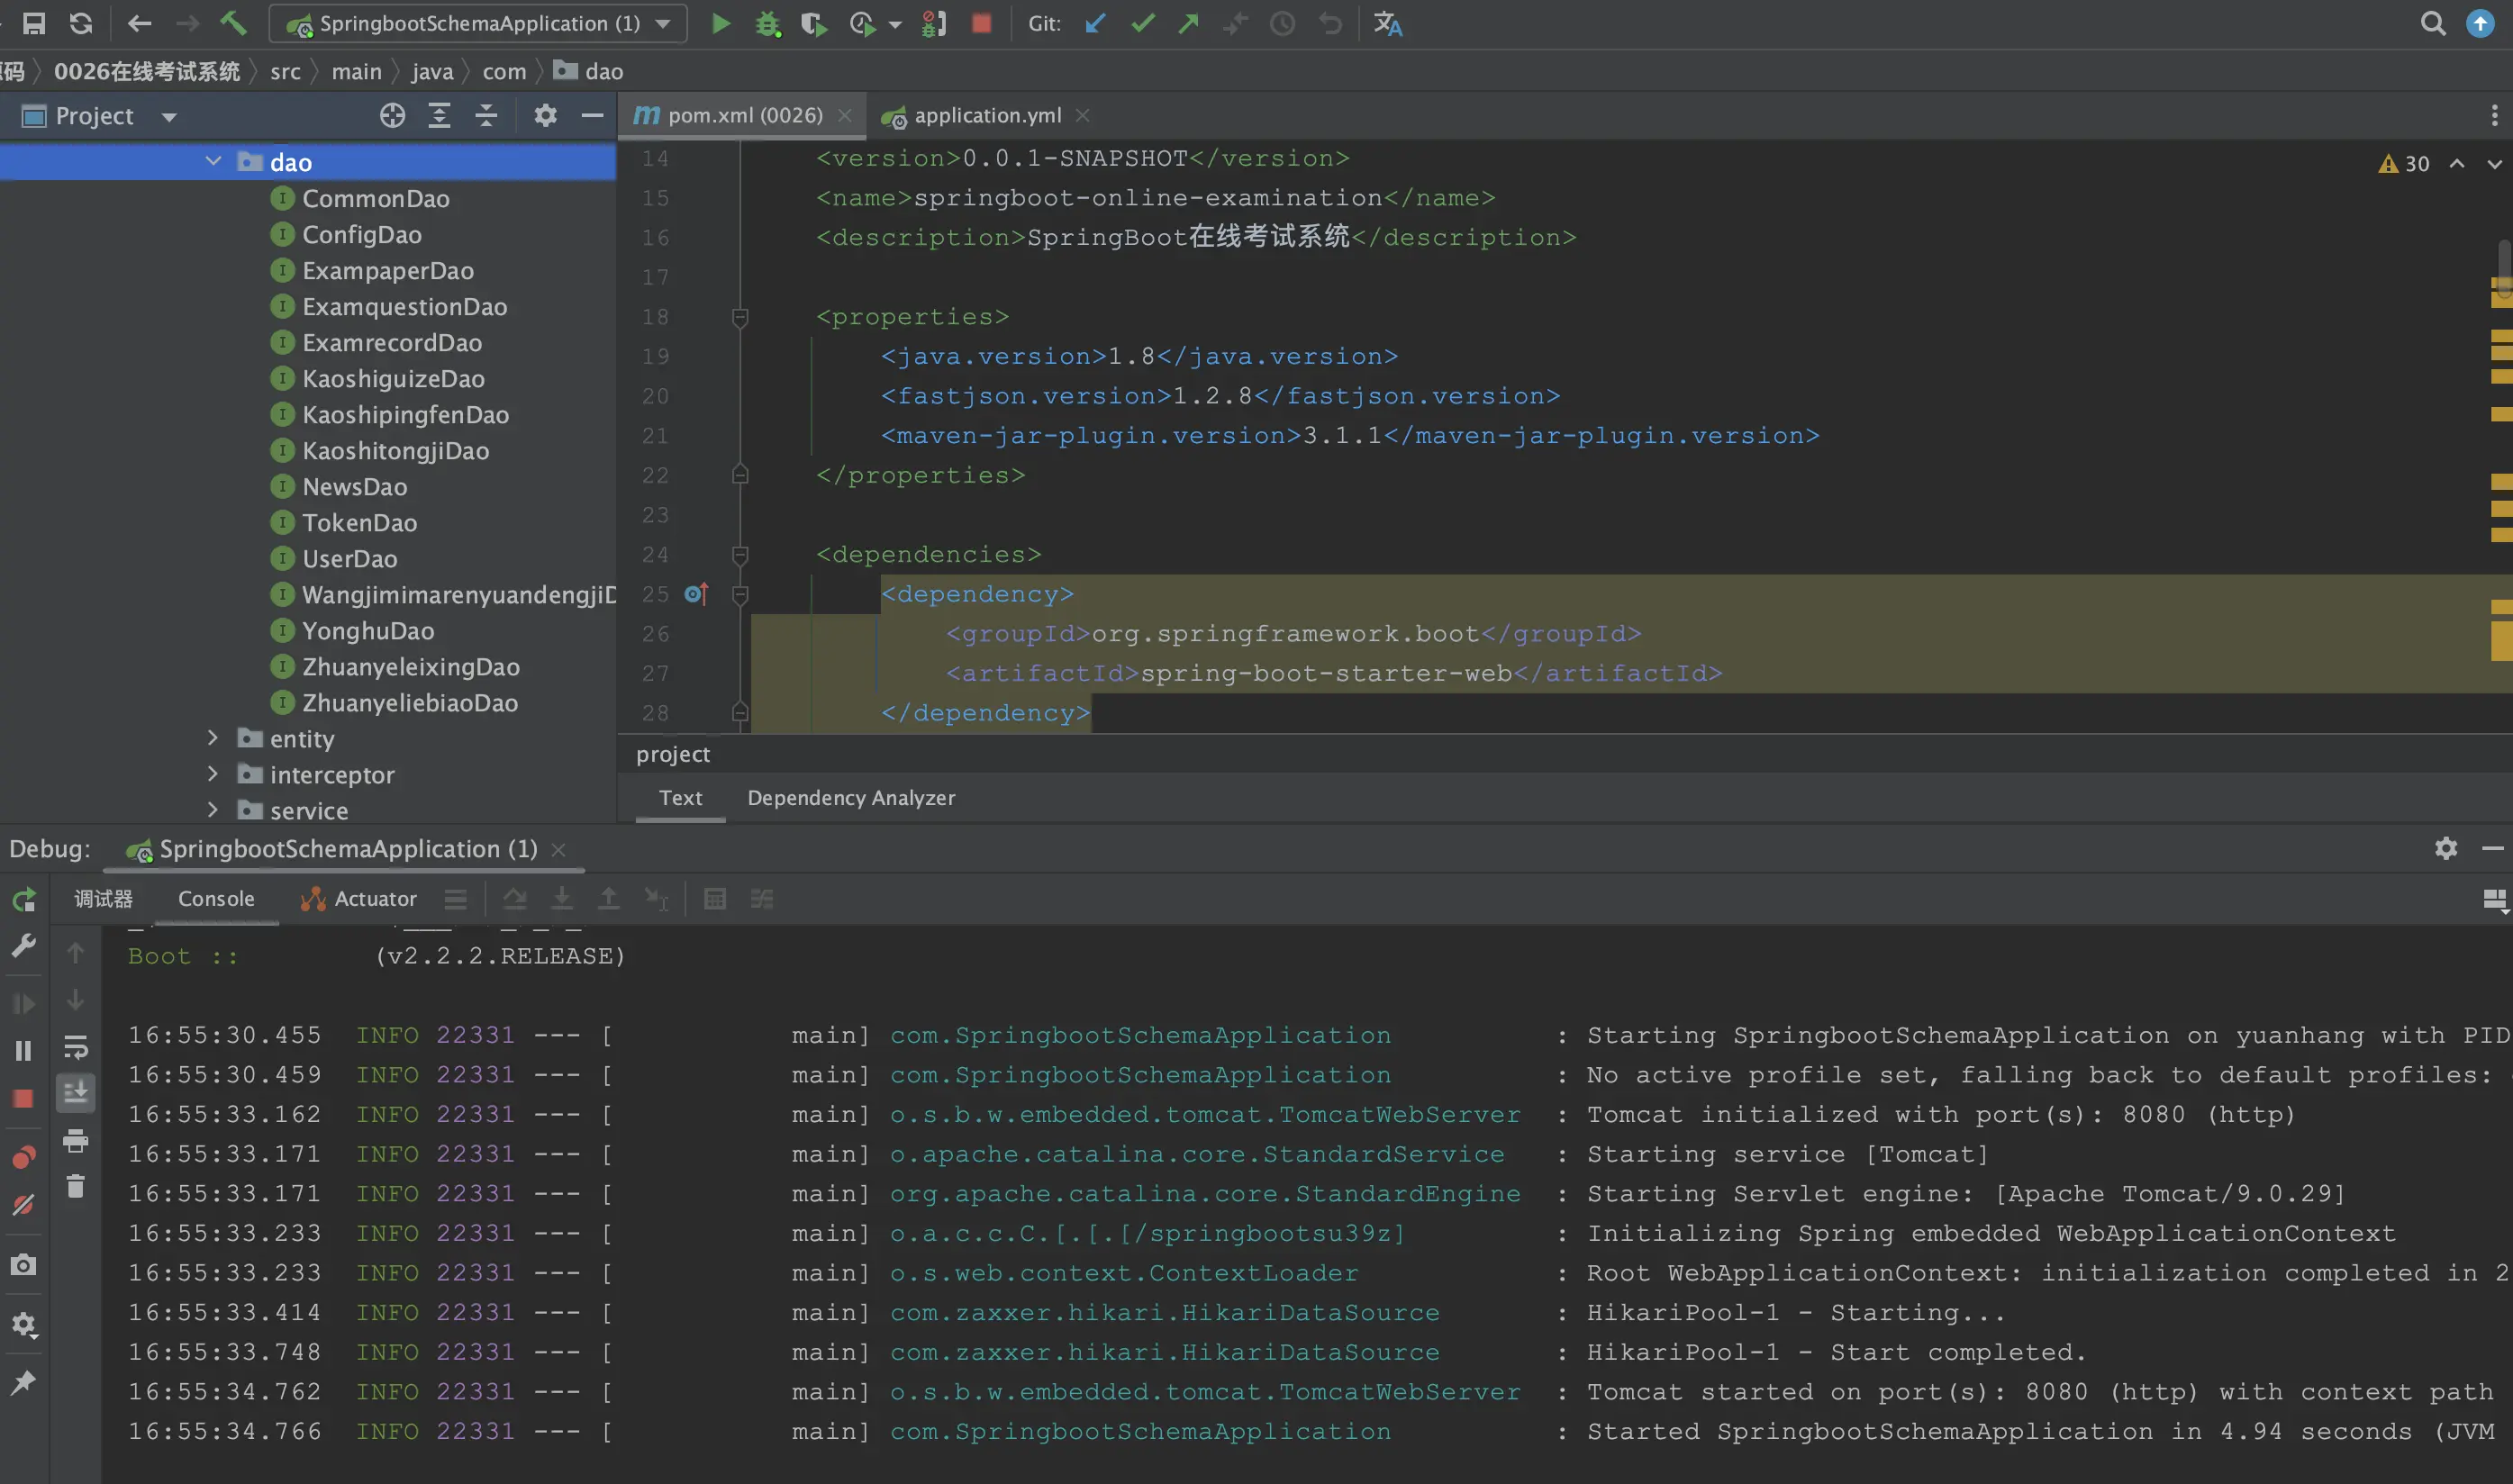 SpringbootSchemaApplication (1)
Git:
码 0026在线考试系统 src main java com dao
Project
pom.xml (0026)
application.yml
dao
CommonDao
ConfigDao
ExampaperDao
ExamquestionDao
ExamrecordDao
KaoshiguizeDao
KaoshipingfenDao
KaoshitongjiDao
NewsDao
TokenDao
UserDao
WangjimimarenyuandengjiD
YonghuDao
ZhuanyeleixingDao
ZhuanyeliebiaoDao
entity
interceptor
service
30
14 <version>0.0.1-SNAPSHOT</version>
15 <name>springboot-online-examination</name>
16 <description>SpringBoot在线考试系统</description>
17
18 <properties>
19 <java.version>1.8</java.version>
20 <fastjson.version>1.2.8</fastjson.version>
21 <maven-jar-plugin.version>3.1.1</maven-jar-plugin.version>
22 </properties>
23
24 <dependencies>
25 <dependency>
26 <groupId>org.springframework.boot</groupId>
27 <artifactId>spring-boot-starter-web</artifactId>
28 </dependency>
project
Text Dependency Analyzer
Debug: SpringbootSchemaApplication (1)
调试器 Console Actuator
Boot :: (v2.2.2.RELEASE)
16:55:30.455 INFO 22331 --- [ main] com.SpringbootSchemaApplication : Starting SpringbootSchemaApplication on yuanhang with PID
16:55:30.459 INFO 22331 --- [ main] com.SpringbootSchemaApplication : No active profile set, falling back to default profiles:
16:55:33.162 INFO 22331 --- [ main] o.s.b.w.embedded.tomcat.TomcatWebServer : Tomcat initialized with port(s): 8080 (http)
16:55:33.171 INFO 22331 --- [ main] o.apache.catalina.core.StandardService : Starting service [Tomcat]
16:55:33.171 INFO 22331 --- [ main] org.apache.catalina.core.StandardEngine : Starting Servlet engine: [Apache Tomcat/9.0.29]
16:55:33.233 INFO 22331 --- [ main] o.a.c.c.C.[.[.[/springbootsu39z] : Initializing Spring embedded WebApplicationContext
16:55:33.233 INFO 22331 --- [ main] o.s.web.context.ContextLoader : Root WebApplicationContext: initialization completed in 2
16:55:33.414 INFO 22331 --- [ main] com.zaxxer.hikari.HikariDataSource : HikariPool-1 - Starting...
16:55:33.748 INFO 22331 --- [ main] com.zaxxer.hikari.HikariDataSource : HikariPool-1 - Start completed.
16:55:34.762 INFO 22331 --- [ main] o.s.b.w.embedded.tomcat.TomcatWebServer : Tomcat started on port(s): 8080 (http) with context path
16:55:34.766 INFO 22331 --- [ main] com.SpringbootSchemaApplication : Started SpringbootSchemaApplication in 4.94 seconds (JVM